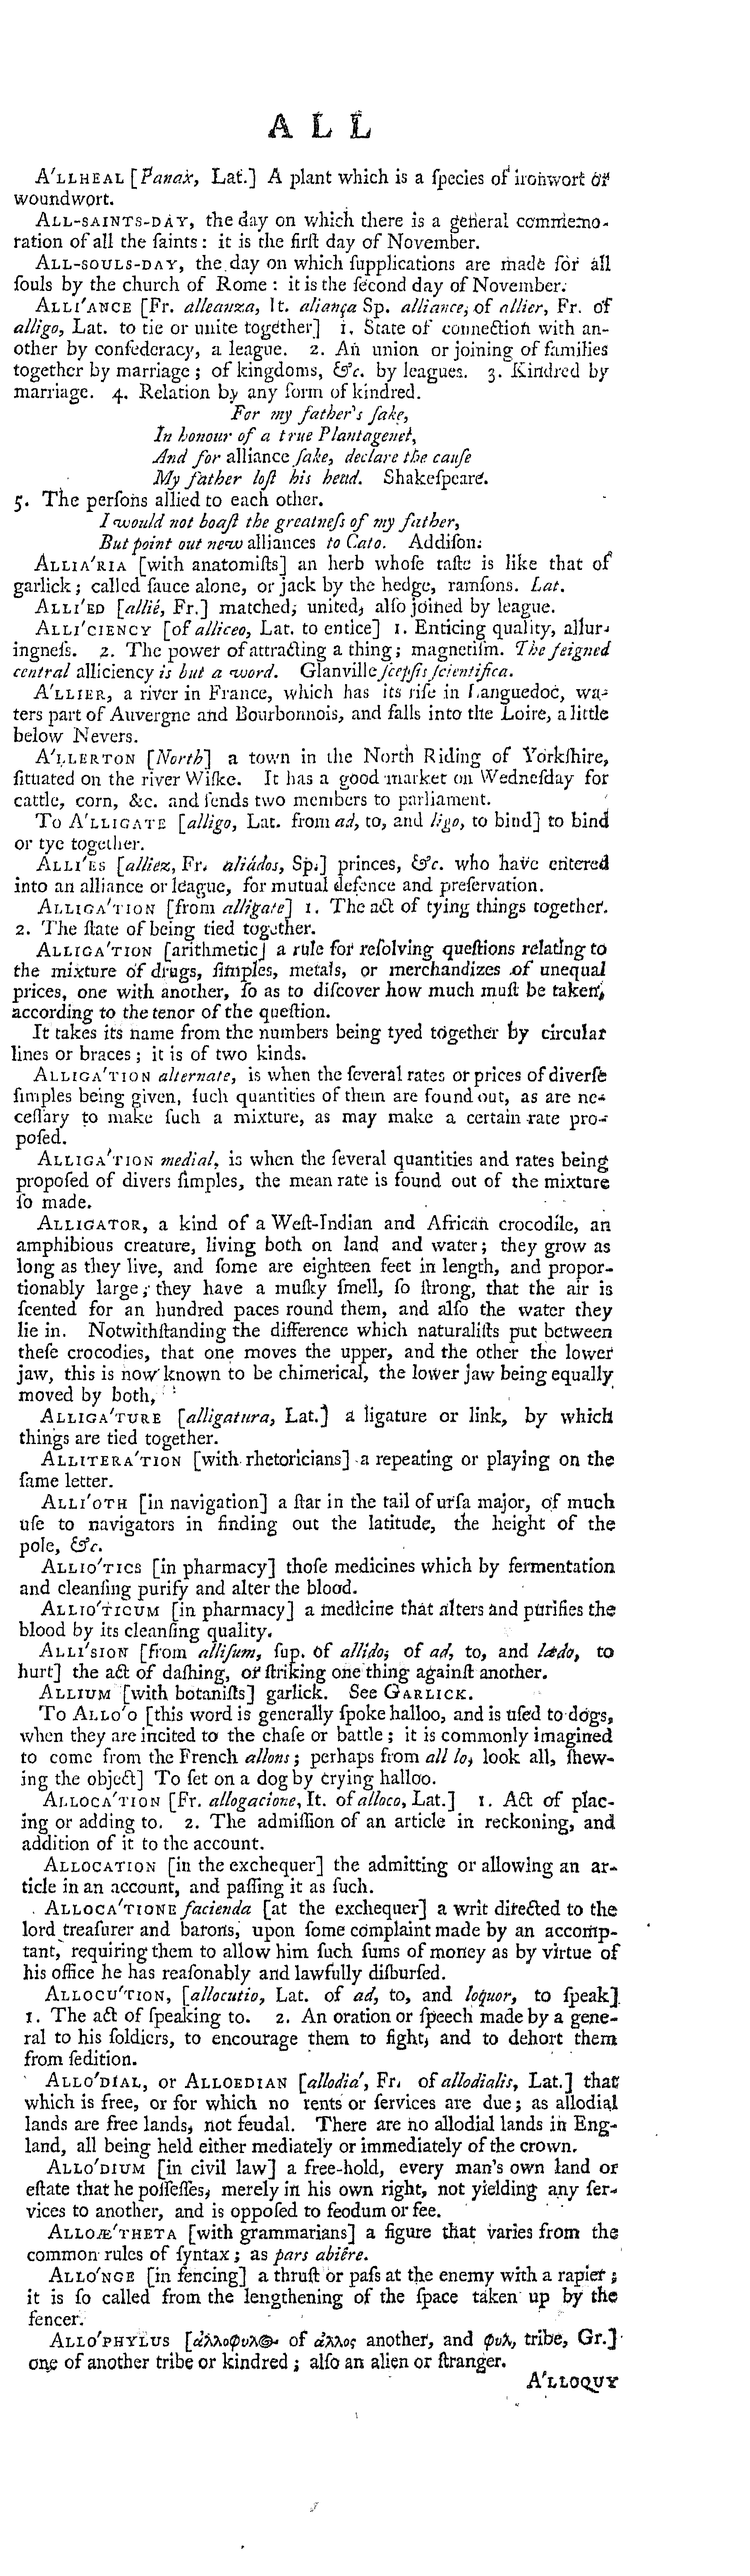 A L L
A'LLHEAL [Panax, Lat.] A plant which is a ſpecies of ironwort or
woundwort.
ALL-SAINTS-DAY, the day on which there is a general commemo-
ration of all the ſaints: it is the firſt day of November.
ALL-SOULS-DAY, the day on which ſupplications are made for all
ſouls by the church of Rome: it is the ſecond day of November.
ALLI'ANCE [Fr. alleanza, It. aliança Sp. alliance, of allier, Fr. of
alligo, Lat. to tie or unite together] 1. State of connection with an-
other by confederacy, a league. 2. An union or joining of families
together by marriage; of kingdoms, &c. by leagues. 3. Kindred by
marriage. 4. Relation by any form of kindred.
For my father's ſake,
In honour of a true Plantagenet,
And for alliance ſake, declare the cauſe
My father loſt his head. Shakeſpeare.
5. The perſons allied to each other.
I would not boaſt the greatneſs of my father,
But point out new alliances to Cato. Addiſon.
ALLIA'RIA [with anatomiſts] an herb whoſe taſte is like that of
garlick; called ſauce alone, or jack by the hedge, ramſons. Lat.
ALLI'ED [allié, Fr.] matched, united, alſo joined by league.
ALLI'CIENCY [of alliceo, Lat. to entice] 1. Enticing quality, allur-
ingneſs. 2. The power of attracting a thing; magnetiſm. The feigned
central alliciency is but a word. Glanville ſcepſis ſcientifica.
A'LLIER, a river in France, which has its riſe in Languedoc, wa-
ters part of Auvergne and Bourbonnois, and falls into the Loire, a little
below Nevers.
A'LLERTON [North] a town in the North Riding of Yorkſhire,
ſituated on the river Wiſke. It has a good market on Wedneſday for
cattle, corn, &c. and ſends two members to parliament.
To A'LLIGATE [alligo, Lat. from ad, to, and ligo, to bind] to bind
or tye together.
ALLI'ES [alliez, Fr. aliádos, Sp.] princes, &c. who have entered
into an alliance or league, for mutual defence and preſervation.
ALLIGA'TION [from alligate] 1. The act of tying things together.
2. The ſtate of being tied together.
ALLIGA'TION [arithmetic] a rule for reſolving queſtions relating to
the mixture of drugs, ſimples, metals, or merchandizes of unequal
prices, one with another, ſo as to diſcover how much muſt be taken,
according to the tenor of the queſtion.
It takes its name from the numbers being tyed together by circular
lines or braces; it is of two kinds.
ALLIGA'TION alternate, is when the ſeveral rates or prices of diverſe
ſimples being given, ſuch quantities of them are found out, as are ne-
ceſſary to make ſuch a mixture, as may make a certain rate pro-
poſed.
ALLIGA'TION medial, is when the ſeveral quantities and rates being
propoſed of divers ſimples, the mean rate is found out of the mixture
ſo made.
ALLIGATOR, a kind of a Weſt-Indian and African crocodile, an
amphibious creature, living both on land and water; they grow as
long as they live, and ſome are eighteen feet in length, and propor-
tionably large; they have a muſky ſmell, ſo ſtrong, that the air is
ſcented for an hundred paces round them, and alſo the water they
lie in. Notwithſtanding the difference which naturaliſts put between
theſe crocodies, that one moves the upper, and the other the lower
jaw, this is now known to be chimerical, the lower jaw being equally
moved by both,
ALLIGA'TURE [alligatura, Lat.] a ligature or link, by which
things are tied together.
ALLITERA'TION [with rhetoricians] a repeating or playing on the
ſame letter.
ALLI'OTH [in navigation] a ſtar in the tail of urſa major, of much
uſe to navigators in finding out the latitude, the height of the
pole, &c.
ALLIO'TICS [in pharmacy] thoſe medicines which by fermentation
and cleanſing purify and alter the blood.
ALLIO'TICUM [in pharmacy] a medicine that alters and purifies the
blood by its cleanſing quality.
ALLI'SION [from alliſum, ſup. of allido, of ad, to, and lædo, to
hurt] the act of daſhing, or ſtriking one thing againſt another.
ALLIUM [with botaniſts] garlick. See GARLICK.
To ALLO'O [this word is generally ſpoke halloo, and is uſed to dogs,
when they are incited to the chaſe or battle; it is commonly imagined
to come from the French allons; perhaps from all lo, look all, ſhew-
ing the object] To ſet on a dog by crying halloo.
ALLOCA'TION [Fr. allogacione, It. of alloco, Lat.] 1. Act of plac-
ing or adding to. 2. The admiſſion of an article in reckoning, and
addition of it to the account.
ALLOCATION [in the exchequer] the admitting or allowing an ar-
ticle in an account, and paſſing it as ſuch.
ALLOCA'TIONE facienda [at the exchequer] a writ directed to the
lord treaſurer and barons, upon ſome complaint made by an accomp-
tant, requiring them to allow him ſuch ſums of money as by virtue of
his office he has reaſonably and lawfully diſburſed.
ALLOCU'TION, [allocutio, Lat. of ad, to, and loquor, to ſpeak]
1. The act of ſpeaking to. 2. An oration or ſpeech made by a gene-
ral to his ſoldiers, to encourage them to fight, and to dehort them
from ſedition.
ALLO'DIAL, or ALLOEDIAN [allodia', Fr. of allodialis, Lat.] that
which is free, or for which no rents or ſervices are due; as allodial
lands are free lands, not feudal. There are no allodial lands in Eng-
land, all being held either mediately or immediately of the crown.
ALLO'DIUM [in civil law] a free-hold, every man's own land or
eſtate that he poſſeſſes, merely in his own right, not yielding any ſer-
vices to another, and is oppoſed to feodum or fee.
ALLOÆ'THETA [with grammarians] a figure that varies from the
common rules of ſyntax; as pars abiêre.
ALLO'NGE [in fencing] a thruſt or paſs at the enemy with a rapier;
it is ſo called from the lengthening of the ſpace taken up by the
fencer.
ALLO'PHYLUS [ἀλλοφυλος of ἀλλος another, and φυλ, tribe, Gr.]
one of another tribe or kindred; alſo an alien or ſtranger.
A'LLOQUY